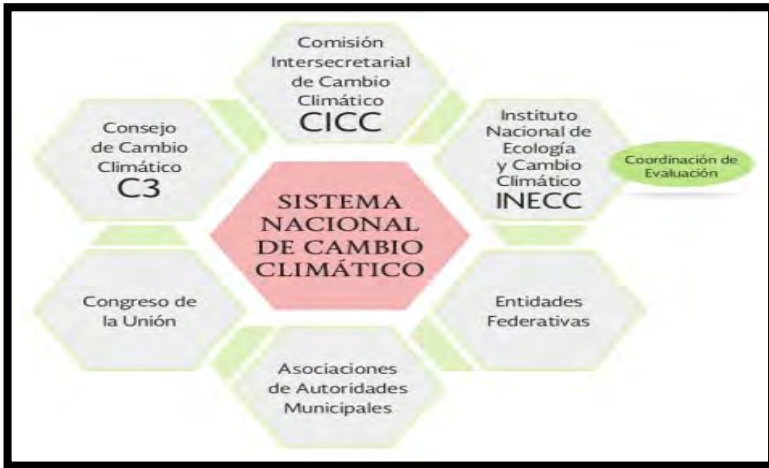 Comisión
Intersecretarial
de Cambio
Climático
CICC
Instituto
Nacional de
Ecología
y Cambio
Climático
INECC
Coordinación de
Evaluación
Consejo
de Cambio
Climático
C3
SISTEMA
NACIONAL
DE CAMBIO
CLIMÁTICO
Congreso de
la Unión
Entidades
Federativas
Asociaciones
de Autoridades
Municipales